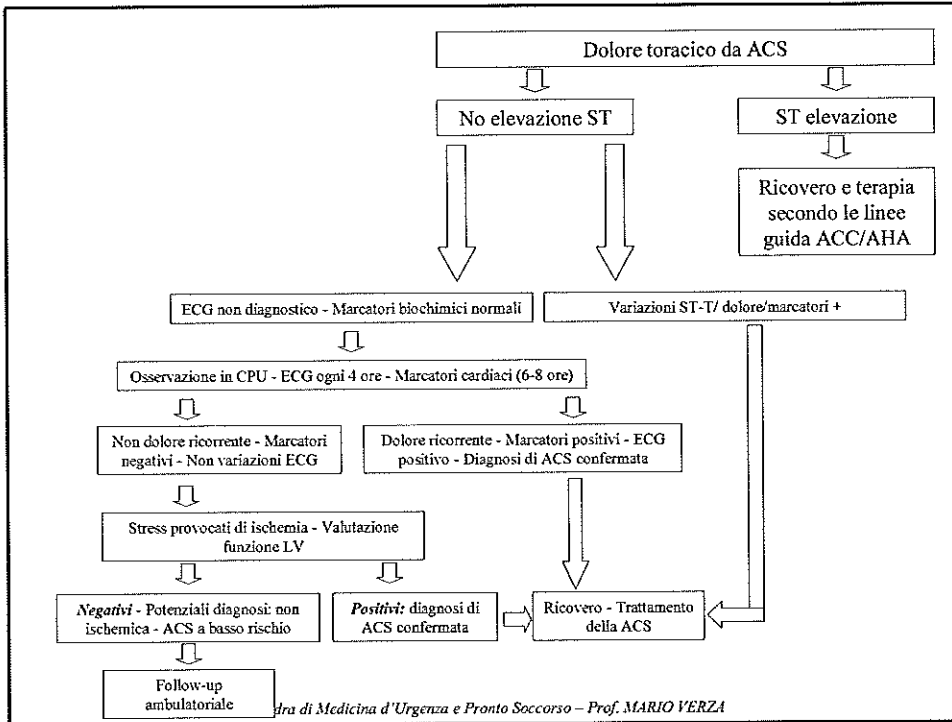 Dolore toracico da ACS
No elevazione ST
ST elevazione
Ricovero e terapia
secondo le linee
guida ACC/AHA
ECG non diagnostico - Marcatori biochimici normali
Variazioni ST-T/ dolore/marcatori +
Osservazione in CPU - ECG ogni 4 ore - Marcatori cardiaci (6-8 ore)
Non dolore ricorrente - Marcatori
negativi - Non variazioni ECG
Dolore ricorrente - Marcatori positivi - ECG
positivo - Diagnosi di ACS confermata
Stress provocati di ischemia - Valutazione
funzione LV
Negativi - Potenziali diagnosi: non
ischemica - ACS a basso rischio
Positivi: diagnosi di
ACS confermata
Ricovero - Trattamento
della ACS
Follow-up
ambulatoriale
dra di Medicina d'Urgenza e Pronto Soccorso – Prof. MARIO VERZA